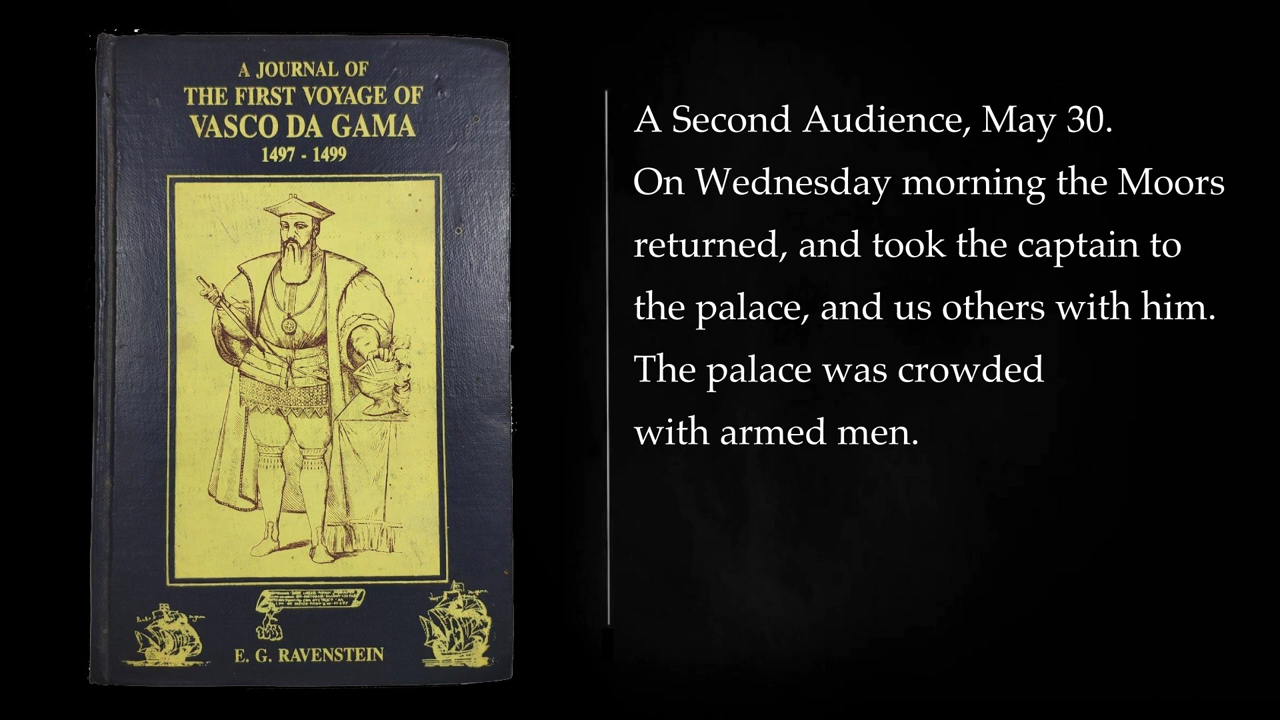 A JOURNAL OF
THE FIRST VOYAGE OF
VASCO DA GAMA
1497 - 1499
E. G. RAVENSTEIN
A Second Audience, May 30.
On Wednesday morning the Moors
returned, and took the captain to
the palace, and us others with him.
The palace was crowded
with armed men.